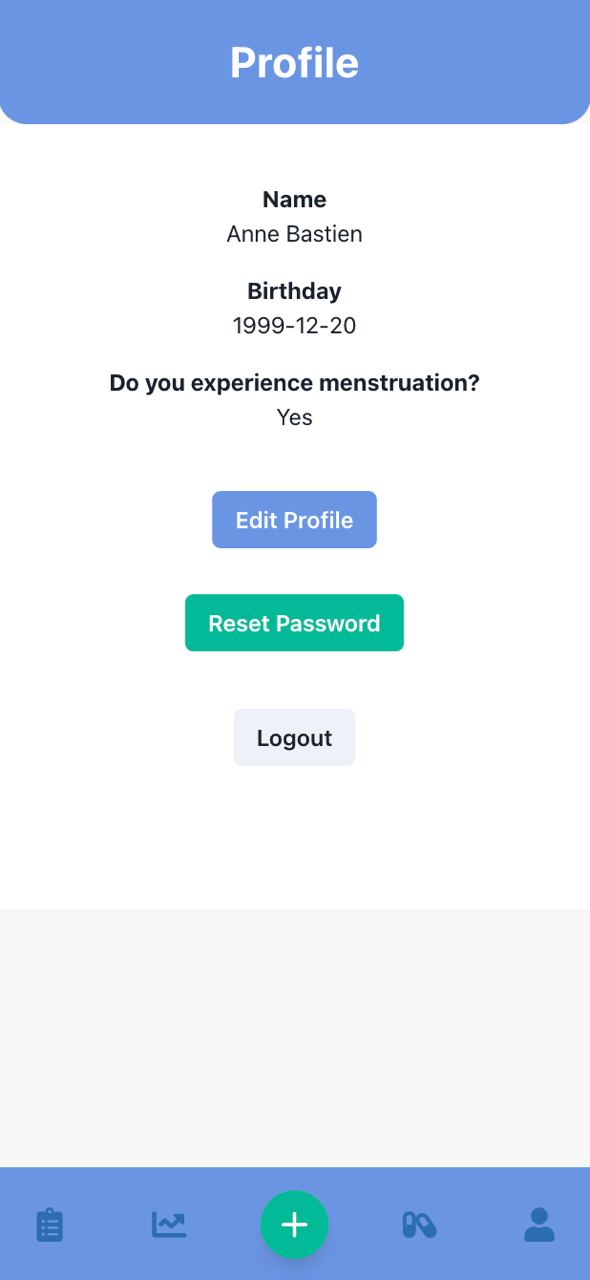 Profile
Name
Anne Bastien
Birthday
1999-12-20
Do you experience menstruation?
Yes
Edit Profile
Reset Password
Logout